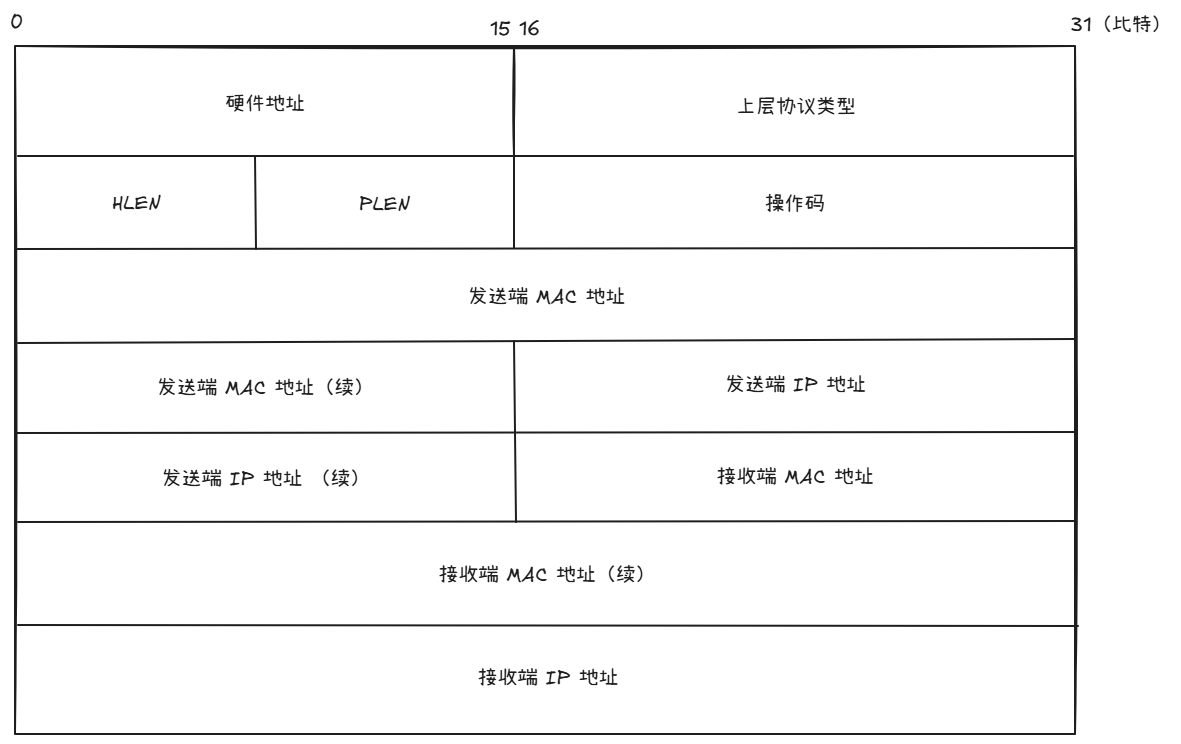 0
15 16
31（比特）
硬件地址
上层协议类型
HLEN
PLEN
操作码
发送端 MAC 地址
发送端 MAC 地址（续）
发送端 IP 地址
发送端 IP 地址 （续）
接收端 MAC 地址
接收端 MAC 地址（续）
接收端 IP 地址